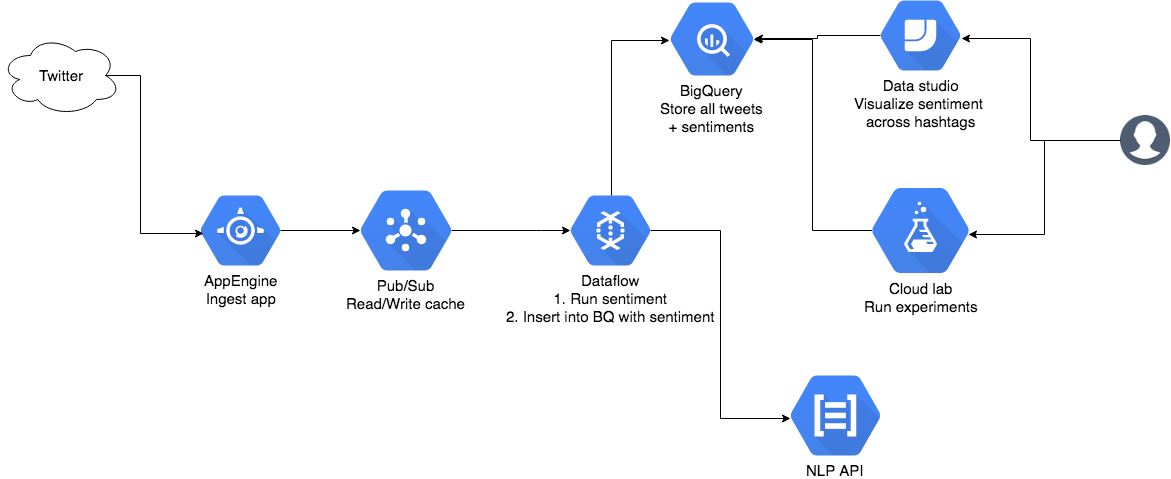 Twitter
AppEngine
Ingest app
Pub/Sub
Read/Write cache
Dataflow
1. Run sentiment
2. Insert into BQ with sentiment
BigQuery
Store all tweets
+ sentiments
Data studio
Visualize sentiment
across hashtags
Cloud lab
Run experiments
NLP API